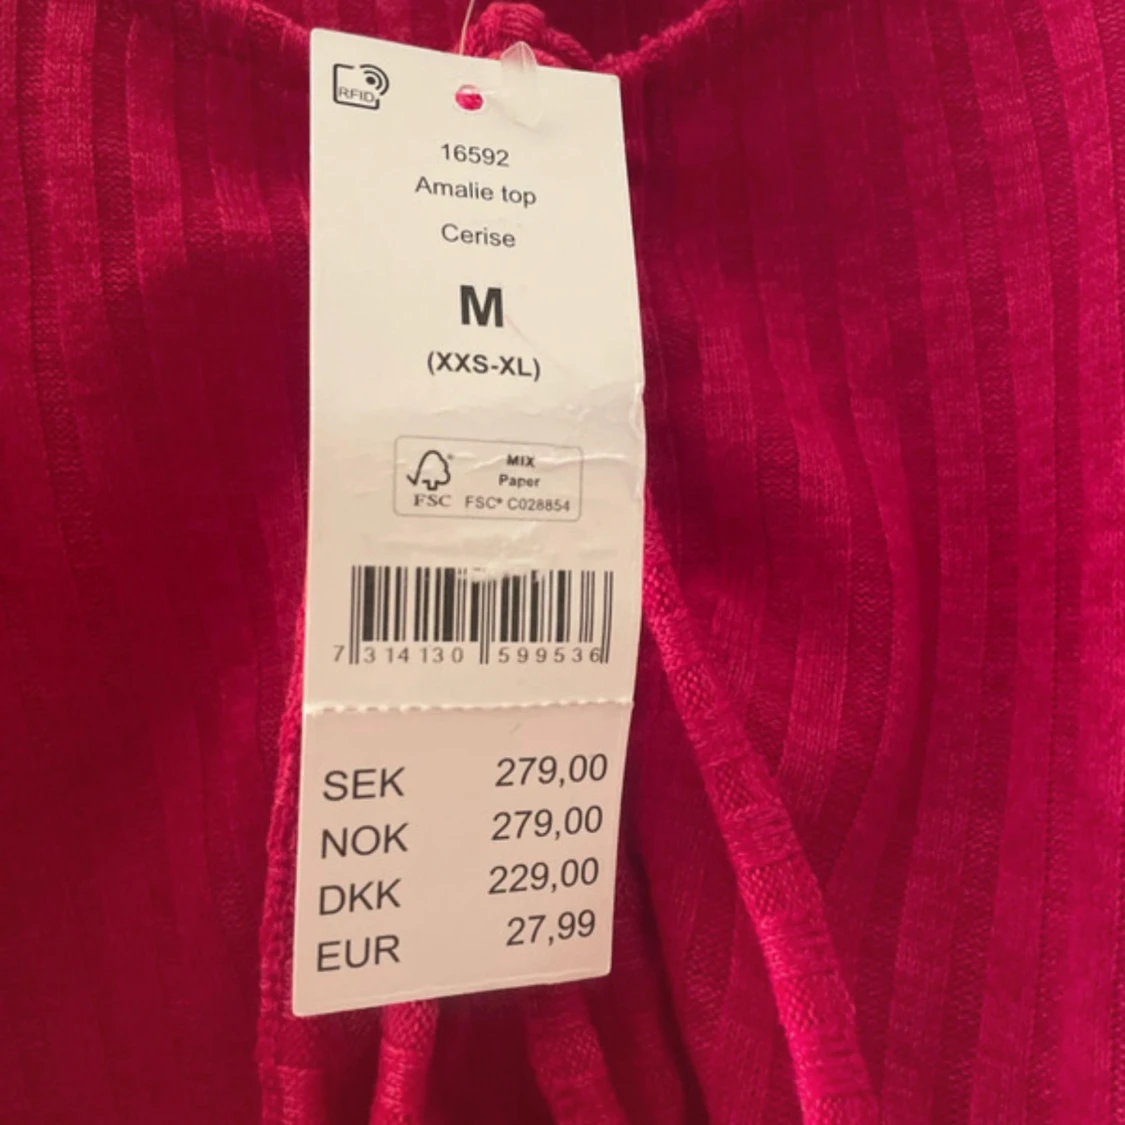 RFID
16592
Amalie top
Cerise
M
(XXS-XL)
MIX
Paper
FSC FSC® C028854
7 314130 599536
SEK 279,00
NOK 279,00
DKK 229,00
EUR 27,99